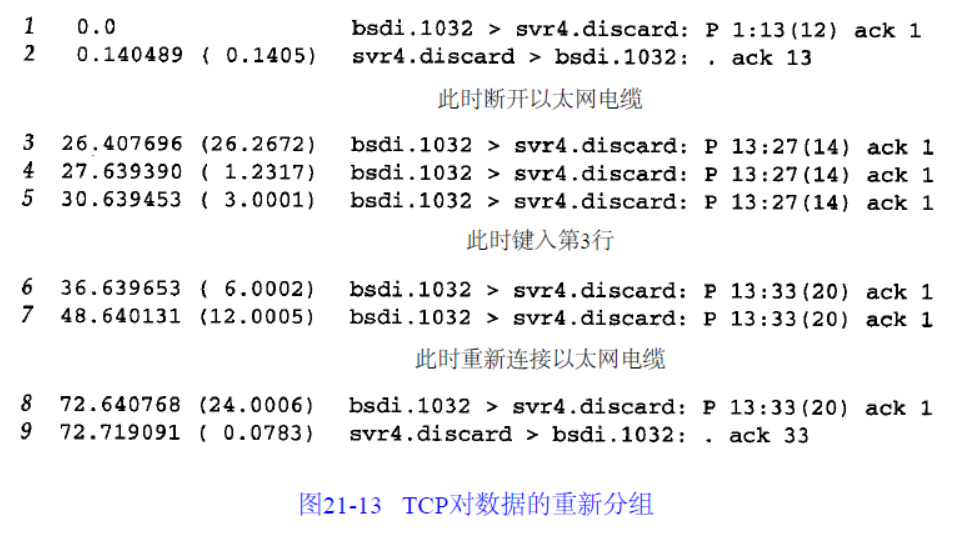 1 0.0 bsdi.1032 > svr4.discard: P 1:13(12) ack 1
2 0.140489 ( 0.1405) svr4.discard > bsdi.1032: . ack 13
此时断开以太网电缆
3 26.407696 (26.2672) bsdi.1032 > svr4.discard: P 13:27(14) ack 1
4 27.639390 ( 1.2317) bsdi.1032 > svr4.discard: P 13:27(14) ack 1
5 30.639453 ( 3.0001) bsdi.1032 > svr4.discard: P 13:27(14) ack 1
此时键入第3行
6 36.639653 ( 6.0002) bsdi.1032 > svr4.discard: P 13:33(20) ack 1
7 48.640131 (12.0005) bsdi.1032 > svr4.discard: P 13:33(20) ack 1
此时重新连接以太网电缆
8 72.640768 (24.0006) bsdi.1032 > svr4.discard: P 13:33(20) ack 1
9 72.719091 ( 0.0783) svr4.discard > bsdi.1032: . ack 33
图21-13 TCP对数据的重新分组